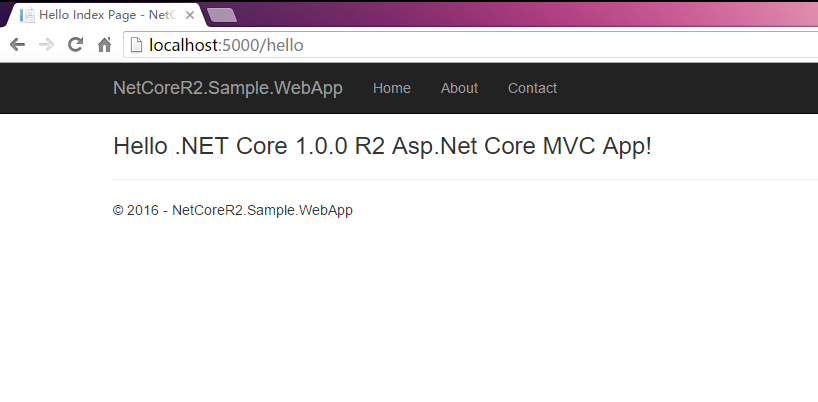 Hello Index Page - NetC
localhost:5000/hello
NetCoreR2.Sample.WebApp Home About Contact
Hello .NET Core 1.0.0 R2 Asp.Net Core MVC App!
© 2016 - NetCoreR2.Sample.WebApp